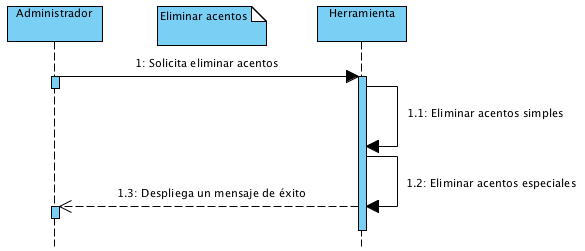 Administrador
Eliminar acentos
Herramienta
1: Solicita eliminar acentos
1.1: Eliminar acentos simples
1.2: Eliminar acentos especiales
1.3: Despliega un mensaje de éxito